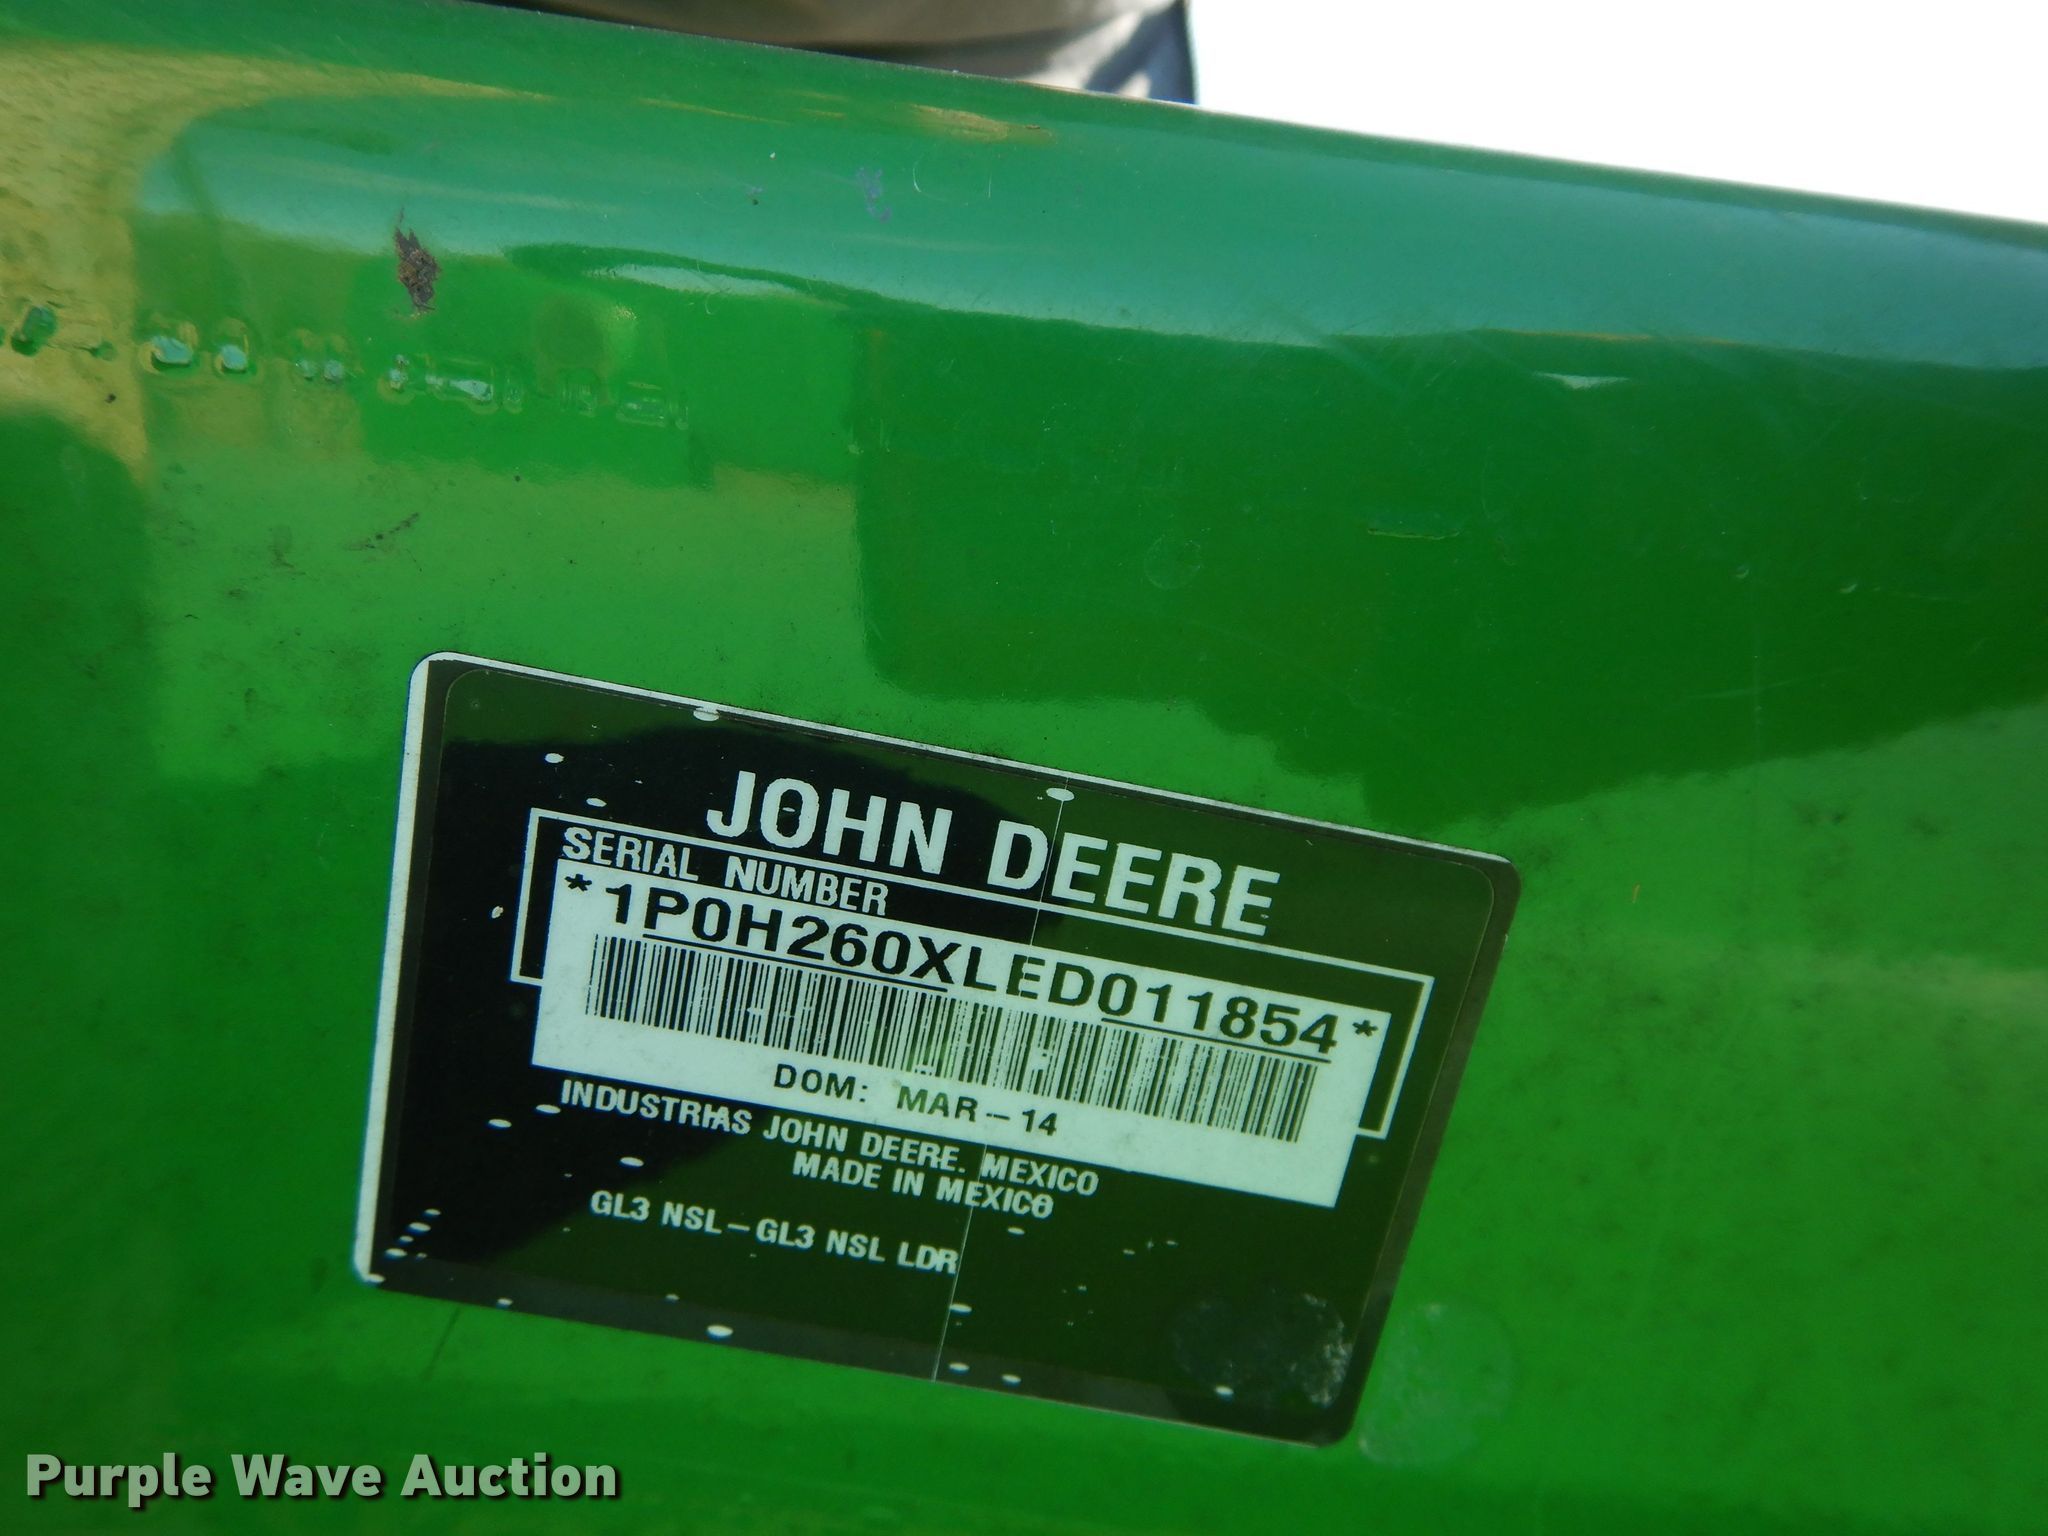 JOHN DEERE
SERIAL NUMBER
*1P0H260XLED011854*
DOM: MAR-14
INDUSTRIAS JOHN DEERE. MEXICO
MADE IN MEXICO
GL3 NSL-GL3 NSL LDR
Purple Wave Auction